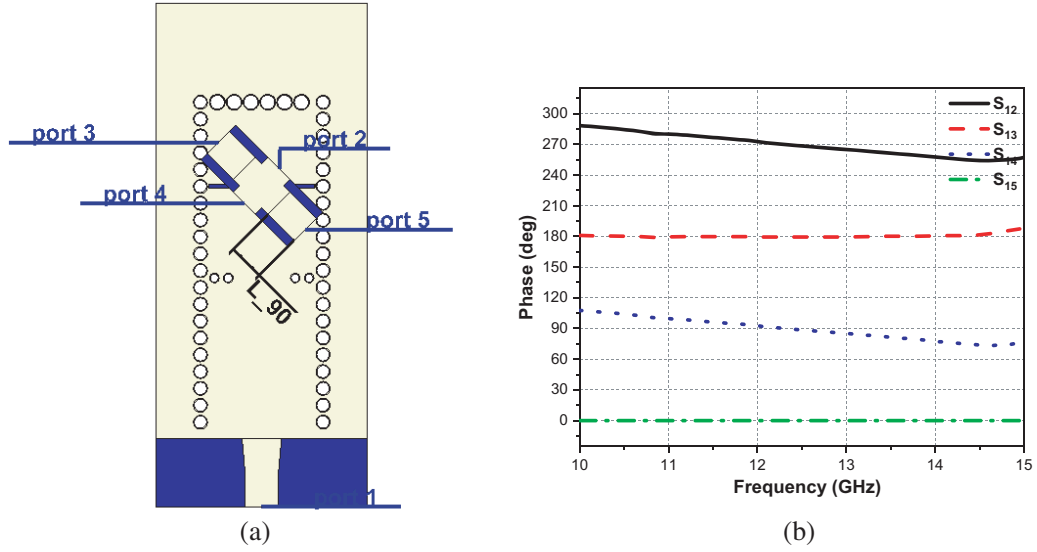 port 3
port 2
port 4
port 5
L_90
port 1
(a)
Phase (deg)
300
270
240
210
180
150
120
90
60
30
0
10
11
12
13
14
15
Frequency (GHz)
S12
S13
S14
S15
(b)